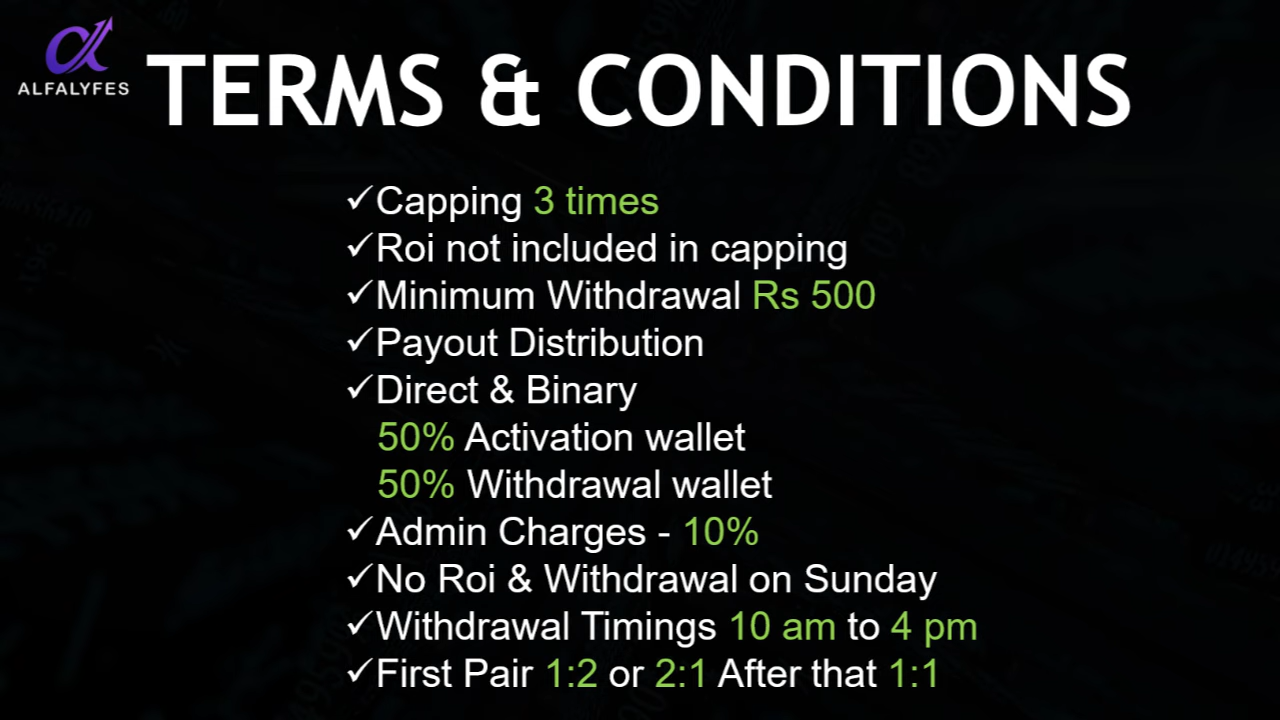 ALFALYFES
TERMS & CONDITIONS
✓Capping 3 times
✓Roi not included in capping
✓Minimum Withdrawal Rs 500
✓Payout Distribution
✓Direct & Binary
50% Activation wallet
50% Withdrawal wallet
✓Admin Charges - 10%
✓No Roi & Withdrawal on Sunday
✓Withdrawal Timings 10 am to 4 pm
✓First Pair 1:2 or 2:1 After that 1:1